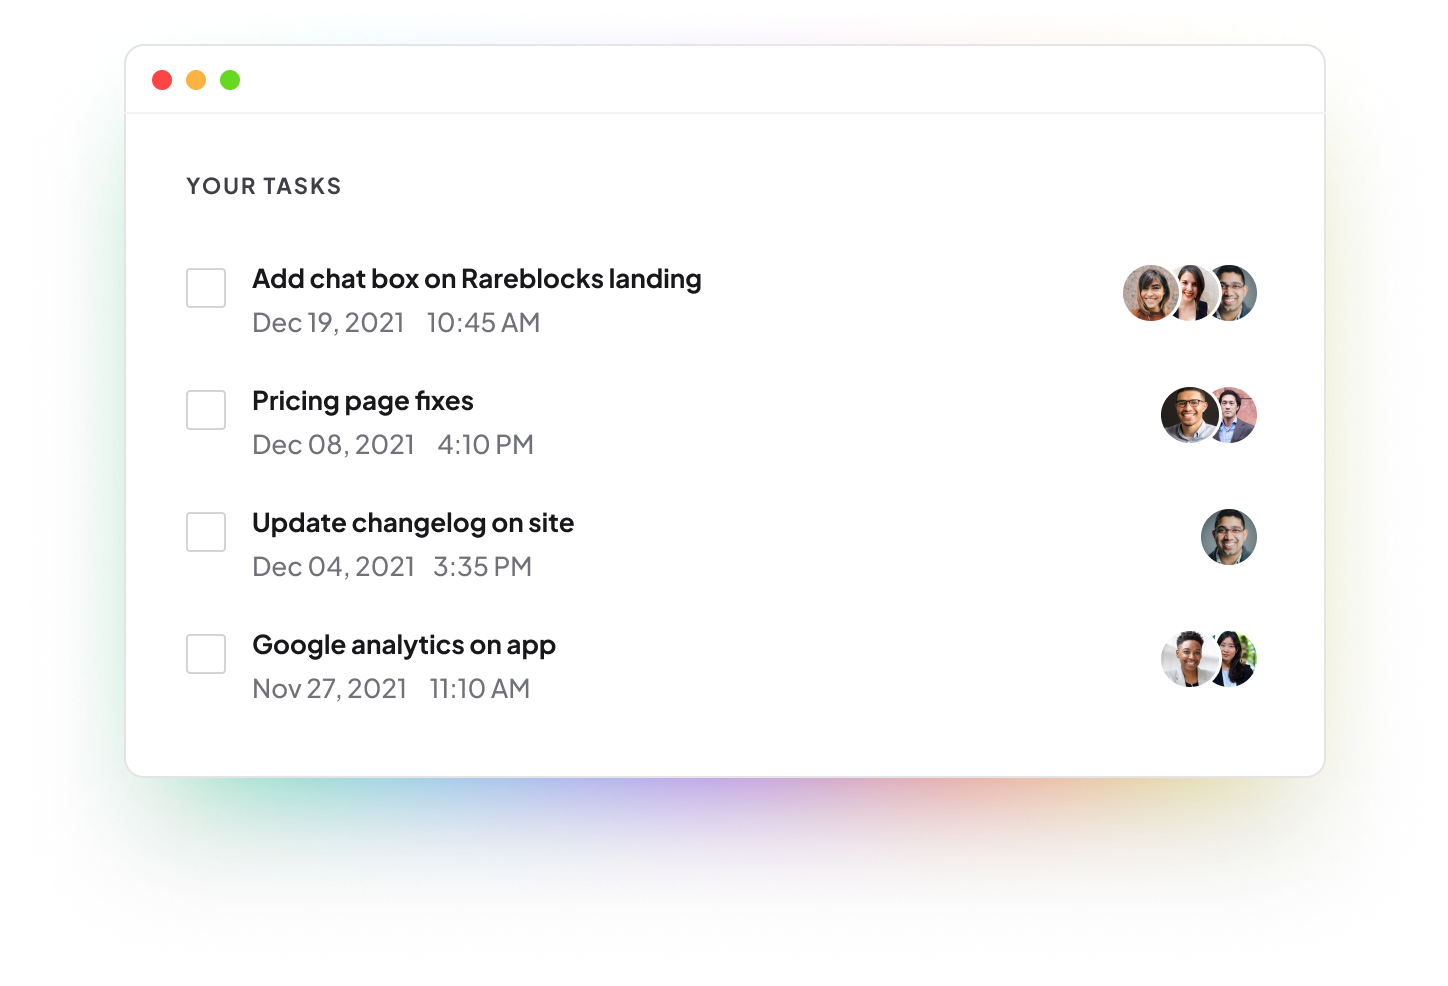 YOUR TASKS
Add chat box on Rareblocks landing
Dec 19, 2021 10:45 AM
Pricing page fixes
Dec 08, 2021 4:10 PM
Update changelog on site
Dec 04, 2021 3:35 PM
Google analytics on app
Nov 27, 2021 11:10 AM